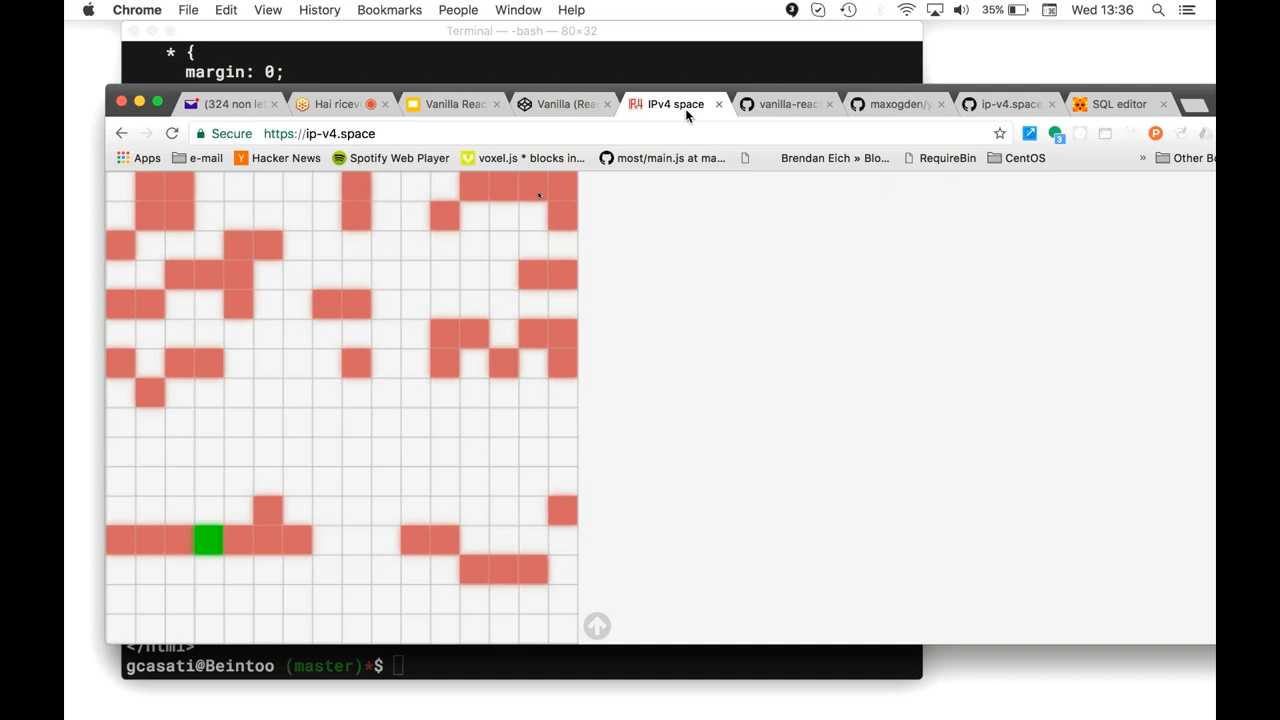 Chrome File Edit View History Bookmarks People Window Help 3 35% Wed 13:36
Terminal — -bash — 80×32
* {
margin: 0;
(324 non le Hai ricev Vanilla Reac Vanilla (Rea IPv4 space vanilla-reac maxogden/y ip-v4.space SQL editor
Secure https://ip-v4.space 3
Apps e-mail Hacker News Spotify Web Player voxel.js * blocks in... most/main.js at ma... Brendan Eich » Blo... RequireBin CentOS » Other B
</html>
gcasati@Beintoo (master)*$